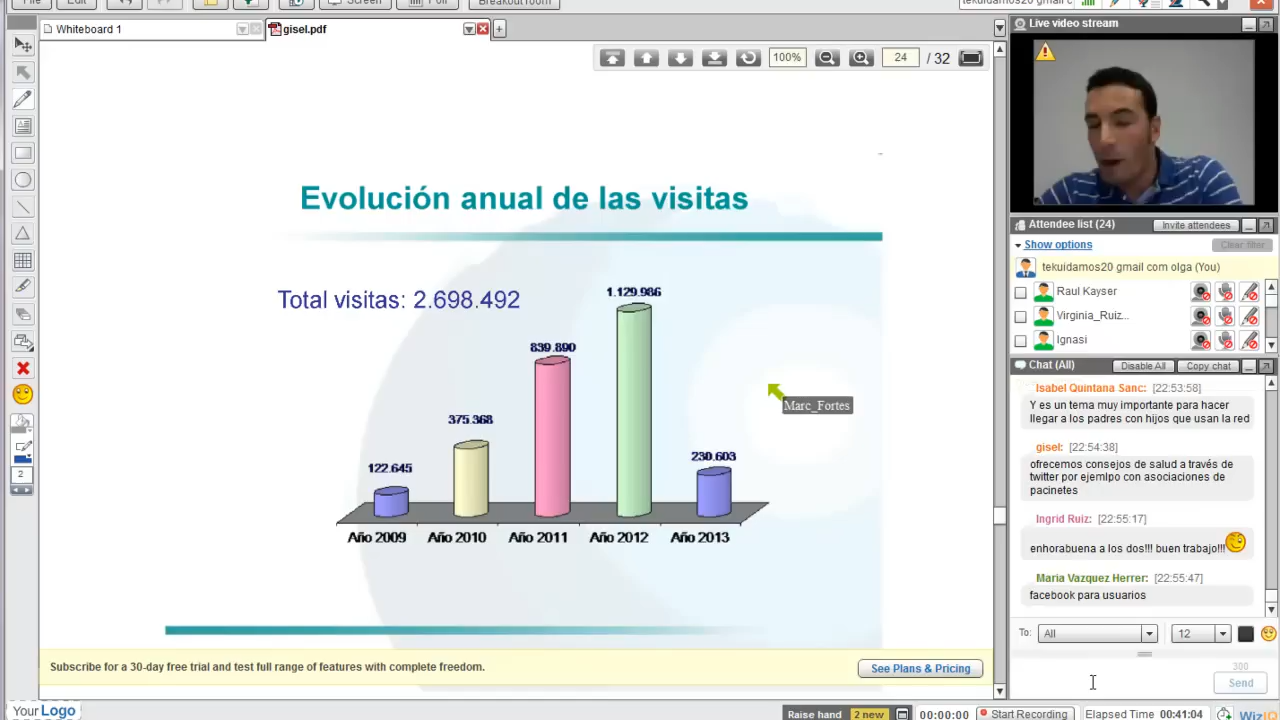 File
Edit
Screen
Poll
Breakout room
Whiteboard 1
gisel.pdf
100%
24
/ 32
Live video stream
Evolución anual de las visitas
Total visitas: 2.698.492
1.129.986
839.890
375.368
122.645
230.603
Año 2009
Año 2010
Año 2011
Año 2012
Año 2013
Marc_Fortes
Attendee list (24)
Invite attendees
Show options
Clear filter
tekuidamos20 gmail com olga (You)
Raul Kayser
Virginia_Ruiz...
Ignasi
Chat (All)
Disable All
Copy chat
Isabel Quintana Sanc: [22:53:58]
Y es un tema muy importante para hacer
llegar a los padres con hijos que usan la red
gisel: [22:54:38]
ofrecemos consejos de salud a través de
twitter por ejemlpo con asociaciones de
pacinetes
Ingrid Ruiz: [22:55:17]
enhorabuena a los dos!!! buen trabajo!!!
Maria Vazquez Herrer: [22:55:47]
facebook para usuarios
To:
All
12
300
Send
2
Subscribe for a 30-day free trial and test full range of features with complete freedom.
See Plans & Pricing
Your Logo
Raise hand
2 new
00:00:00
Start Recording
Elapsed Time 00:41:04
WizIQ